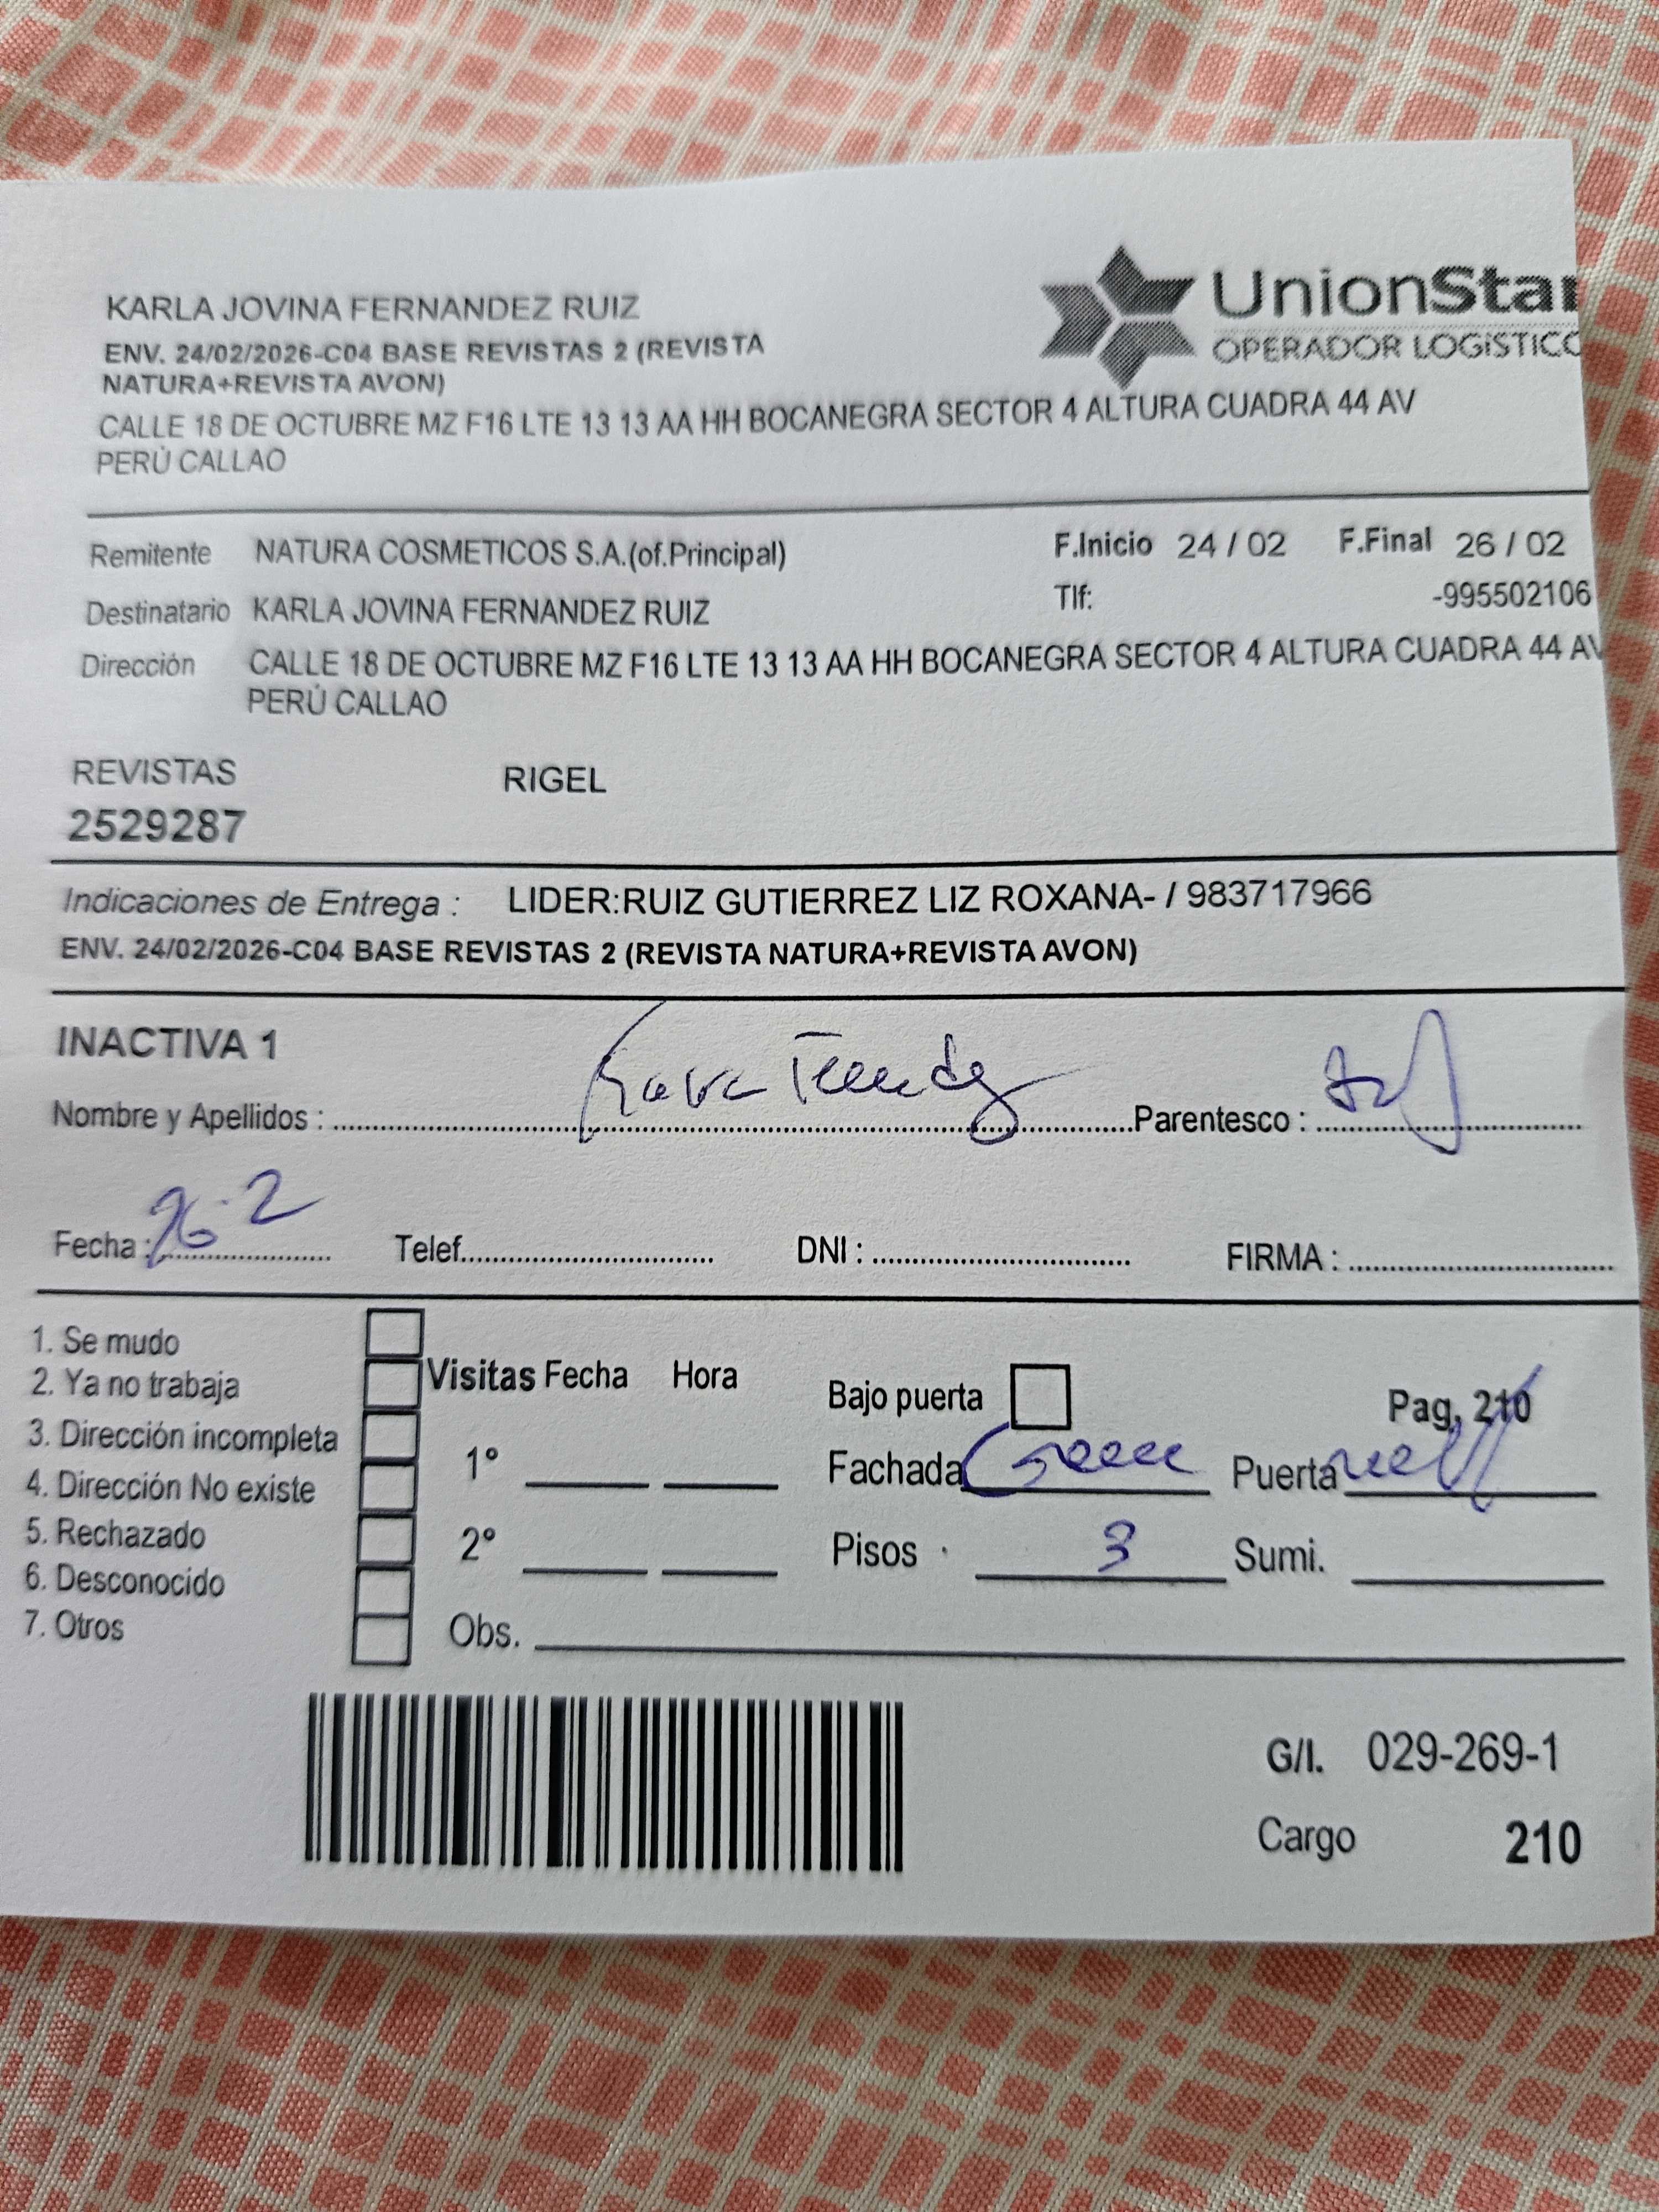 KARLA JOVINA FERNANDEZ RUIZ
ENV. 24/02/2026-C04 BASE REVISTAS 2 (REVISTA
NATURA+REVISTA AVON)
CALLE 18 DE OCTUBRE MZ F16 LTE 13 13 AA HH BOCANEGRA SECTOR 4 ALTURA CUADRA 44 AV
PERÚ CALLAO
UnionStar
OPERADOR LOGÍSTICO
Remitente NATURA COSMETICOS S.A.(of.Principal) F.Inicio 24 / 02 F.Final 26 / 02
Destinatario KARLA JOVINA FERNANDEZ RUIZ Tlf: -995502106
Dirección CALLE 18 DE OCTUBRE MZ F16 LTE 13 13 AA HH BOCANEGRA SECTOR 4 ALTURA CUADRA 44 AV
PERÚ CALLAO
REVISTAS RIGEL
2529287
Indicaciones de Entrega : LIDER:RUIZ GUTIERREZ LIZ ROXANA- / 983717966
ENV. 24/02/2026-C04 BASE REVISTAS 2 (REVISTA NATURA+REVISTA AVON)
INACTIVA 1
Nombre y Apellidos : Parentesco :
Fecha : 26-2 Telef. DNI : FIRMA :
1. Se mudo
2. Ya no trabaja
3. Dirección incompleta
4. Dirección No existe
5. Rechazado
6. Desconocido
7. Otros
Visitas Fecha Hora
1°
2°
Obs.
Bajo puerta Pag. 210
Fachada Puerta
Pisos 3 Sumi.
G/I. 029-269-1
Cargo 210